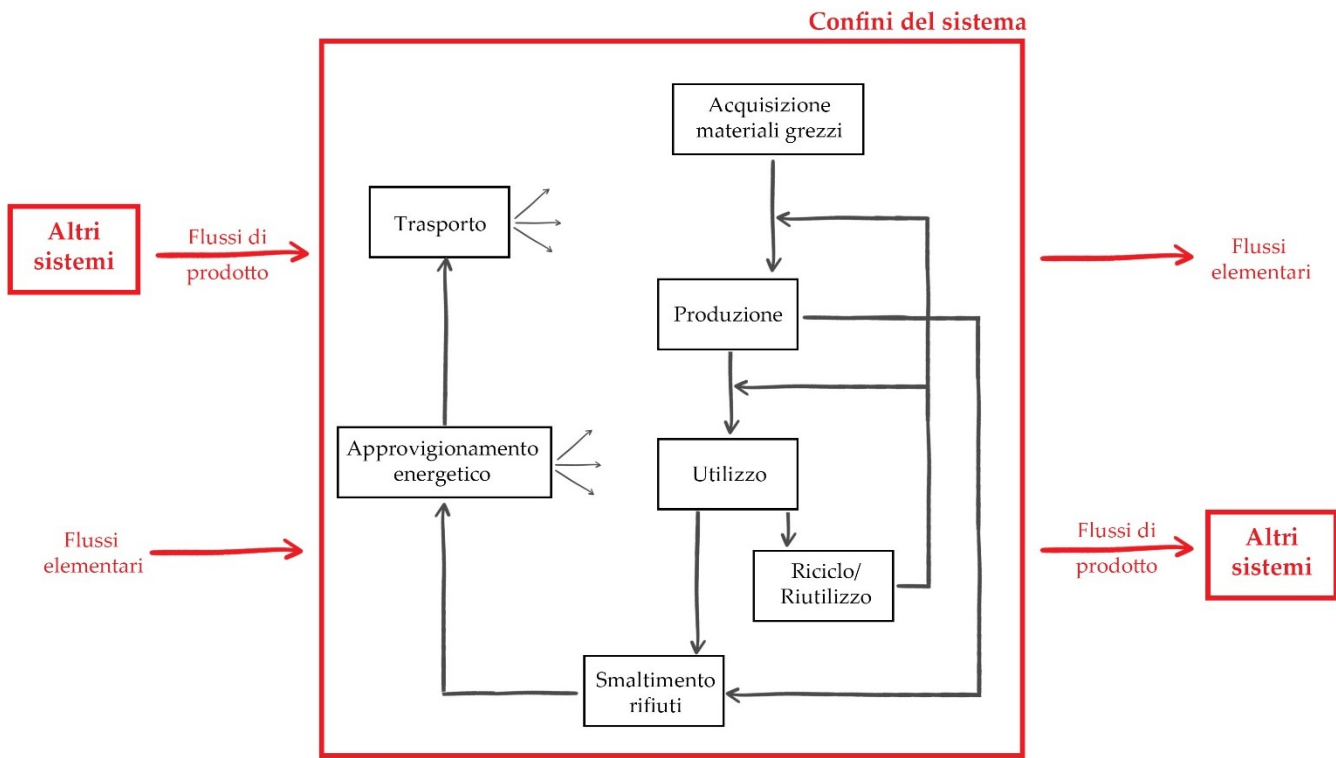 Confini del sistema
Acquisizione
materiali grezzi
Trasporto
Altri
sistemi
Flussi di
prodotto
Flussi
elementari
Produzione
Approvigionamento
energetico
Utilizzo
Flussi
elementari
Riciclo/
Riutilizzo
Flussi di
prodotto
Altri
sistemi
Smaltimento
rifiuti